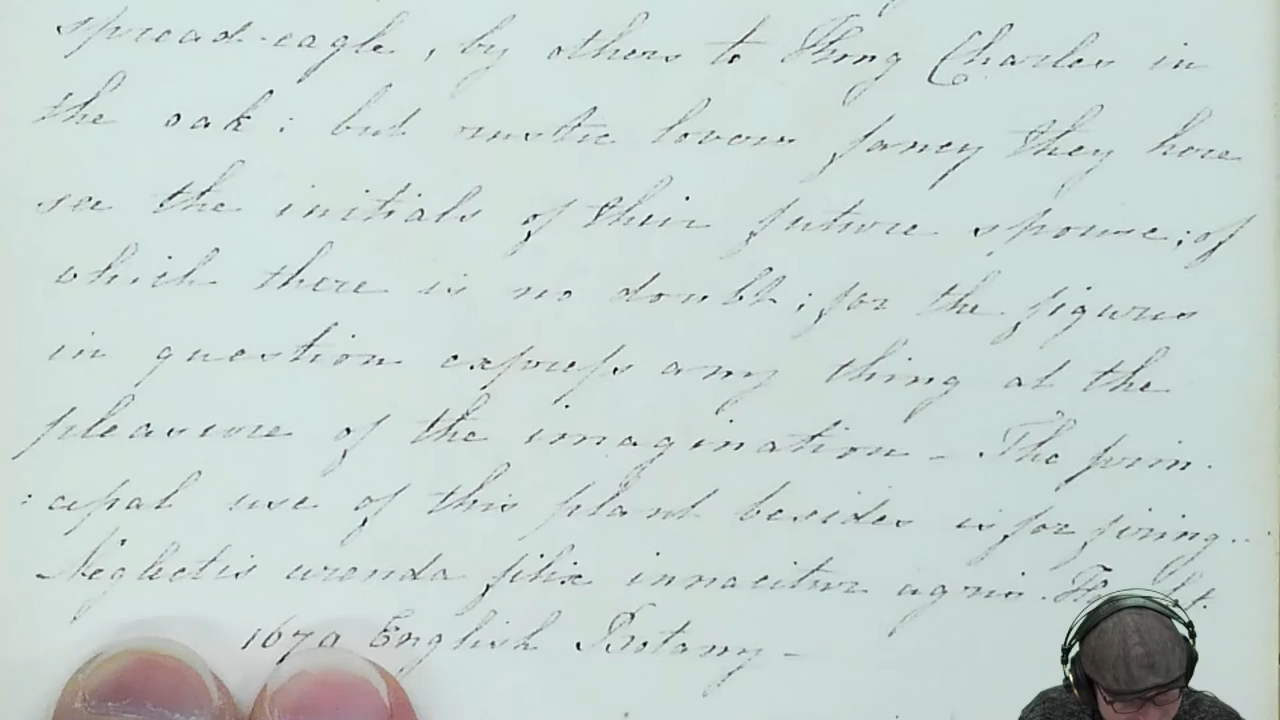 spread-eagle, by others to King Charles in
the oak; but rustic lovers fancy they here
see the initials of their future spouse; of
which there is no doubt; for the figures
in question express any thing at the
pleasure of the imagination - The prin-
:cipal use of this plant besides is for firing..
Neglectis urenda filix innascitur agris.
1679 English Botany -